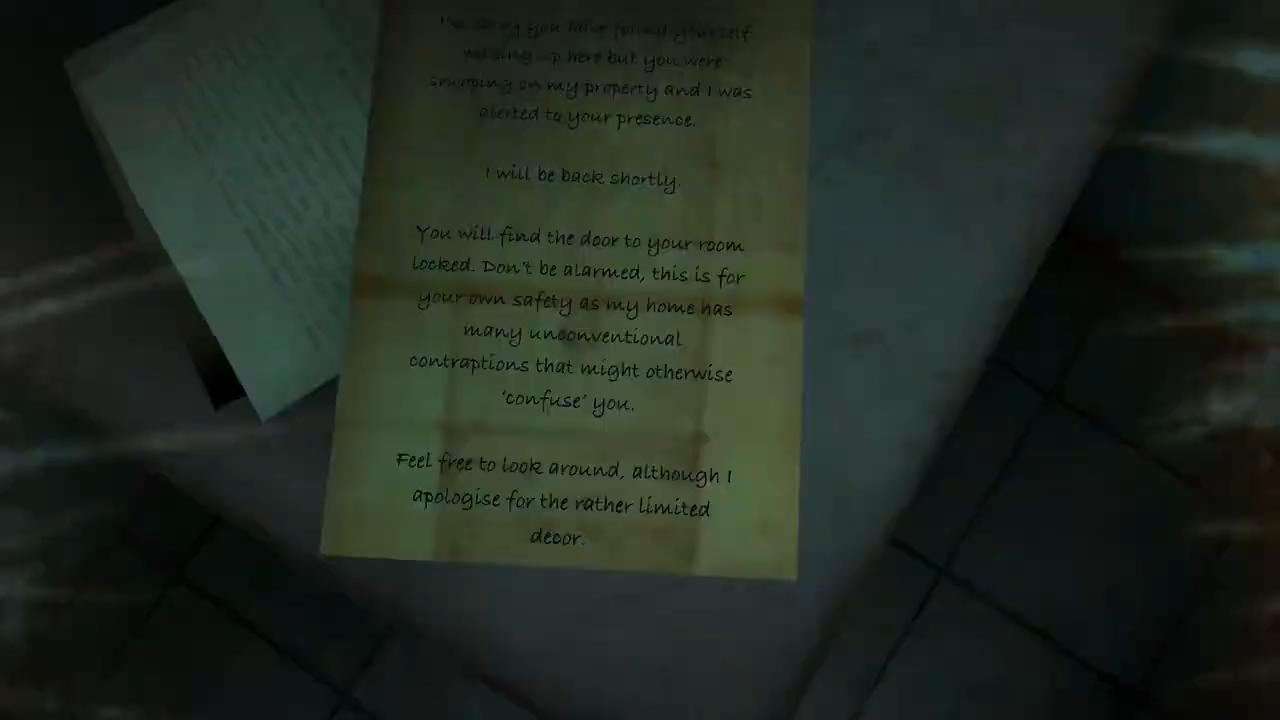 I'm sorry you have found yourself
waking up here but you were
snooping on my property and I was
alerted to your presence.
I will be back shortly.
You will find the door to your room
locked. Don't be alarmed, this is for
your own safety as my home has
many unconventional
contraptions that might otherwise
'confuse' you.
Feel free to look around, although I
apologise for the rather limited
decor.